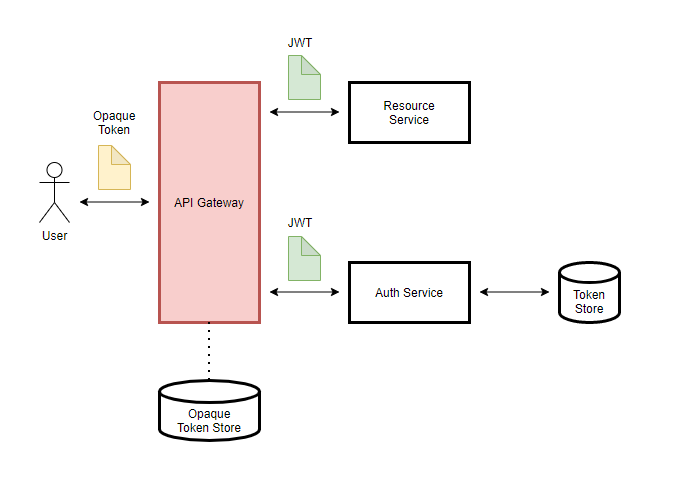 JWT
Opaque
Token
Resource
Service
API Gateway
User
JWT
Auth Service
Token
Store
Opaque
Token Store